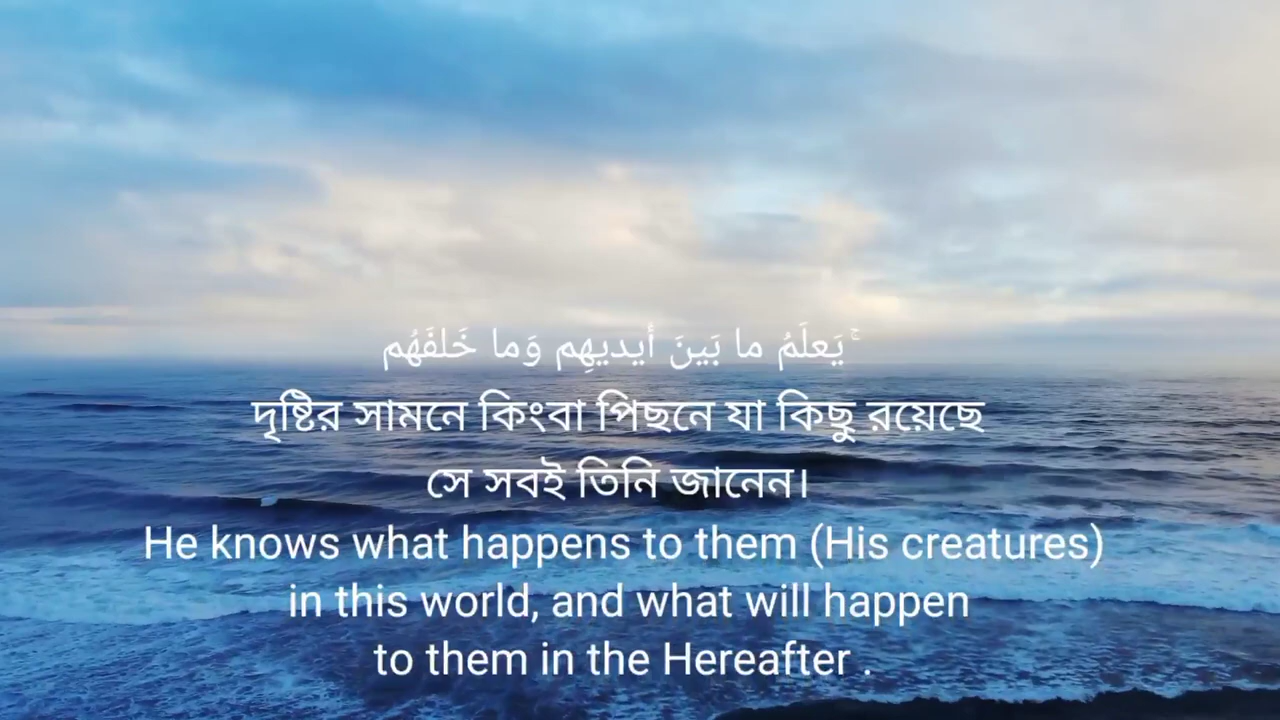 ۚ يَعلَمُ ما بَينَ أَيديهِم وَما خَلفَهُم
দৃষ্টির সামনে কিংবা পিছনে যা কিছু রয়েছে
সে সবই তিনি জানেন।
He knows what happens to them (His creatures)
in this world, and what will happen
to them in the Hereafter .